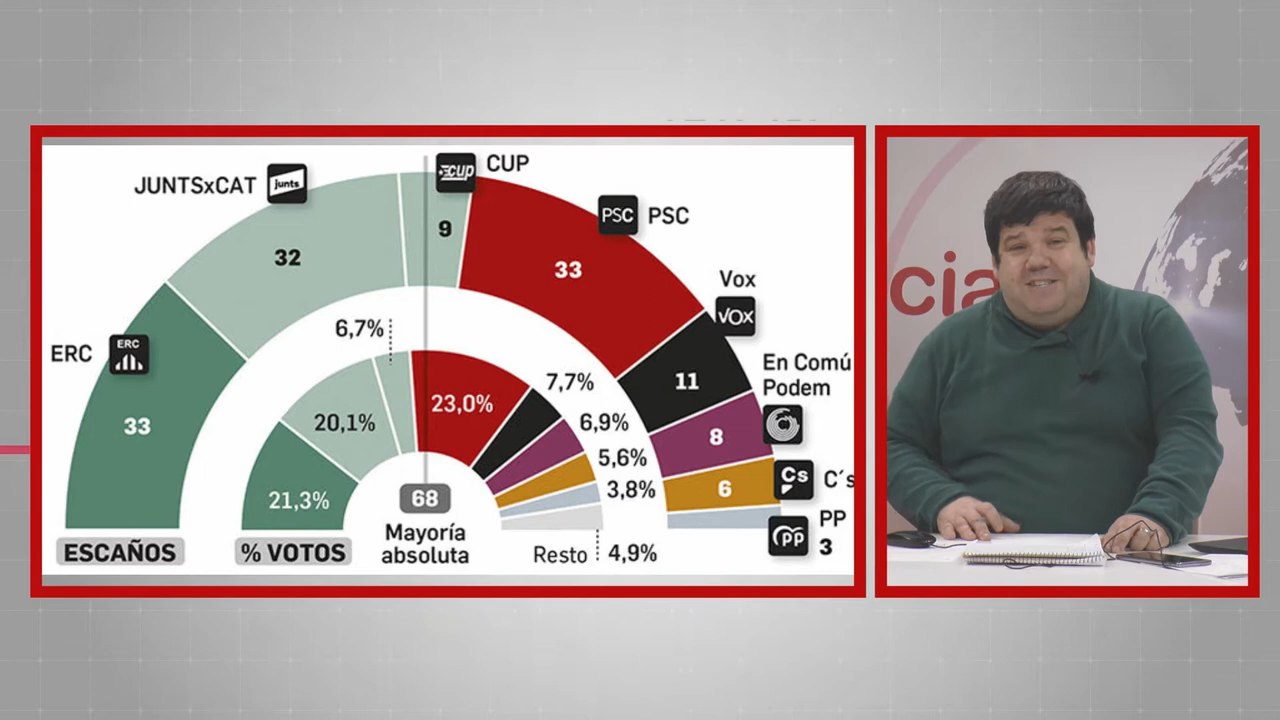 JUNTSxCAT
junts
cup
CUP
PSC
PSC
Vox
VOX
En Comú
Podem
ERC
ERC
32
9
33
11
8
6
33
6,7%
20,1%
23,0%
21,3%
7,7%
6,9%
5,6%
3,8%
Cs
C´s
PP
pp
3
68
Mayoría
absoluta
ESCAÑOS
% VOTOS
Resto
4,9%
cia